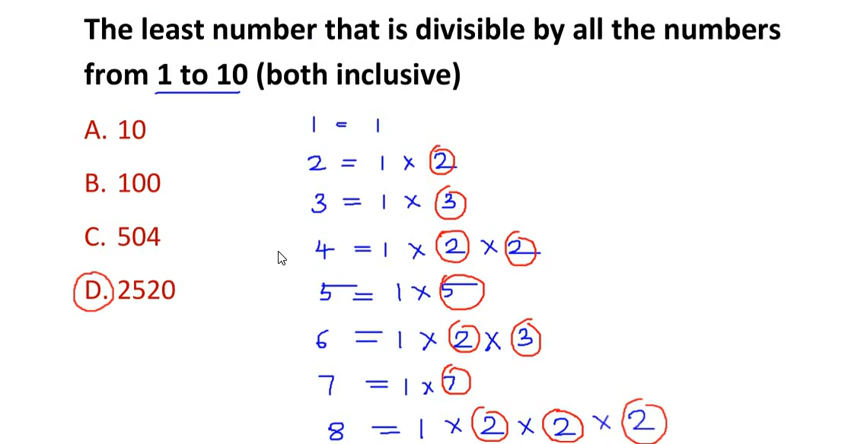 The least number that is divisible by all the numbers
from 1 to 10 (both inclusive)
A. 10
B. 100
C. 504
D. 2520
1 = 1
2 = 1 × 2
3 = 1 × 3
4 = 1 × 2 × 2
5 = 1 × 5
6 = 1 × 2 × 3
7 = 1 × 7
8 = 1 × 2 × 2 × 2